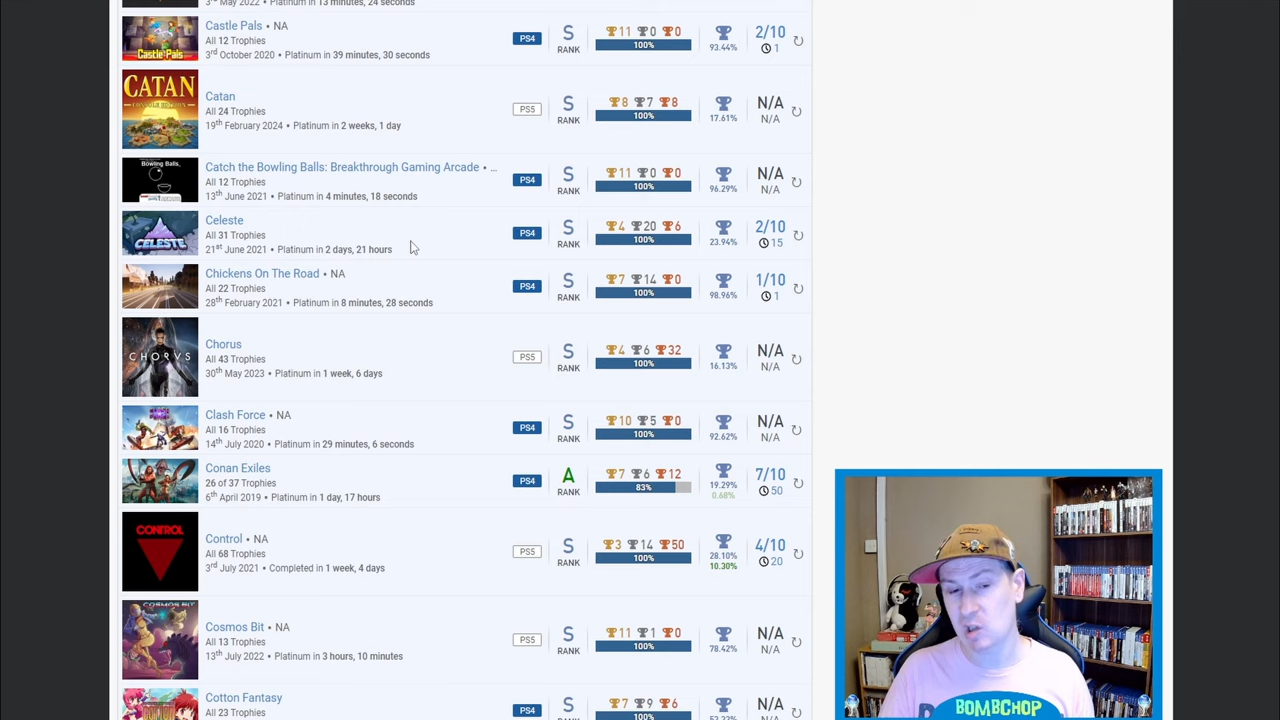 3rd May 2022 • Platinum in 13 minutes, 24 seconds
Castle Pals • NA
All 12 Trophies
3rd October 2020 • Platinum in 39 minutes, 30 seconds
Castle Pals
PS4
S
RANK
11 0 0
100%
93.44%
2/10
1
CATAN
CONSOLE EDITION
Catan
All 24 Trophies
19th February 2024 • Platinum in 2 weeks, 1 day
PS5
S
RANK
8 7 8
100%
17.61%
N/A
N/A
Bowling Balls,
Catch the Bowling Balls: Breakthrough Gaming Arcade • ...
All 12 Trophies
13th June 2021 • Platinum in 4 minutes, 18 seconds
PS4
S
RANK
11 0 0
100%
96.29%
N/A
N/A
CELESTE
Celeste
All 31 Trophies
21st June 2021 • Platinum in 2 days, 21 hours
PS4
S
RANK
4 20 6
100%
23.94%
2/10
15
Chickens On The Road • NA
All 22 Trophies
28th February 2021 • Platinum in 8 minutes, 28 seconds
PS4
S
RANK
7 14 0
100%
98.96%
1/10
1
CHORVS
Chorus
All 43 Trophies
30th May 2023 • Platinum in 1 week, 6 days
PS5
S
RANK
4 6 32
100%
16.13%
N/A
N/A
Clash Force • NA
All 16 Trophies
14th July 2020 • Platinum in 29 minutes, 6 seconds
PS4
S
RANK
10 5 0
100%
92.62%
N/A
N/A
Conan Exiles
26 of 37 Trophies
6th April 2019 • Platinum in 1 day, 17 hours
PS4
A
RANK
7 6 12
83%
19.29%
0.68%
7/10
50
CONTROL
Control • NA
All 68 Trophies
3rd July 2021 • Completed in 1 week, 4 days
PS5
S
RANK
3 14 50
100%
28.10%
10.30%
4/10
20
COSMOS BIT
Cosmos Bit • NA
All 13 Trophies
13th July 2022 • Platinum in 3 hours, 10 minutes
PS5
S
RANK
11 1 0
100%
78.42%
N/A
N/A
Cotton Fantasy
All 23 Trophies
PS4
S
7 9 6
100%
N/A
BOMBCHOP